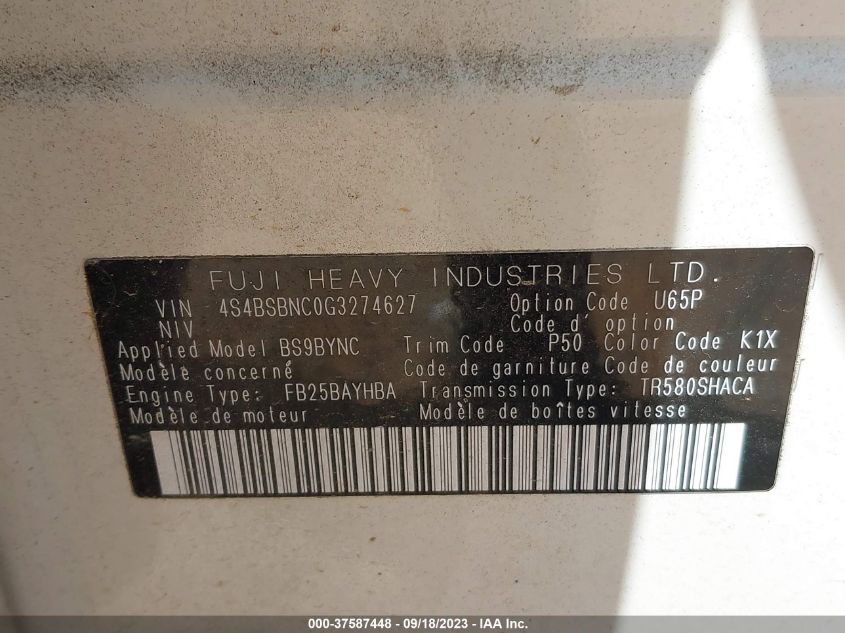 FUJI HEAVY INDUSTRIES LTD.
VIN 4S4BSBNC0G3274627 Option Code U65P
NIV Code d' option
Applied Model BS9BYNC Trim Code P50 Color Code K1X
Modèle concerné Code de garniture Code de couleur
Engine Type: FB25BAYHBA Transmission Type: TR580SHACA
Modèle de moteur Modèle de boîtes vitesse
000-37587448 - 09/18/2023 - IAA Inc.